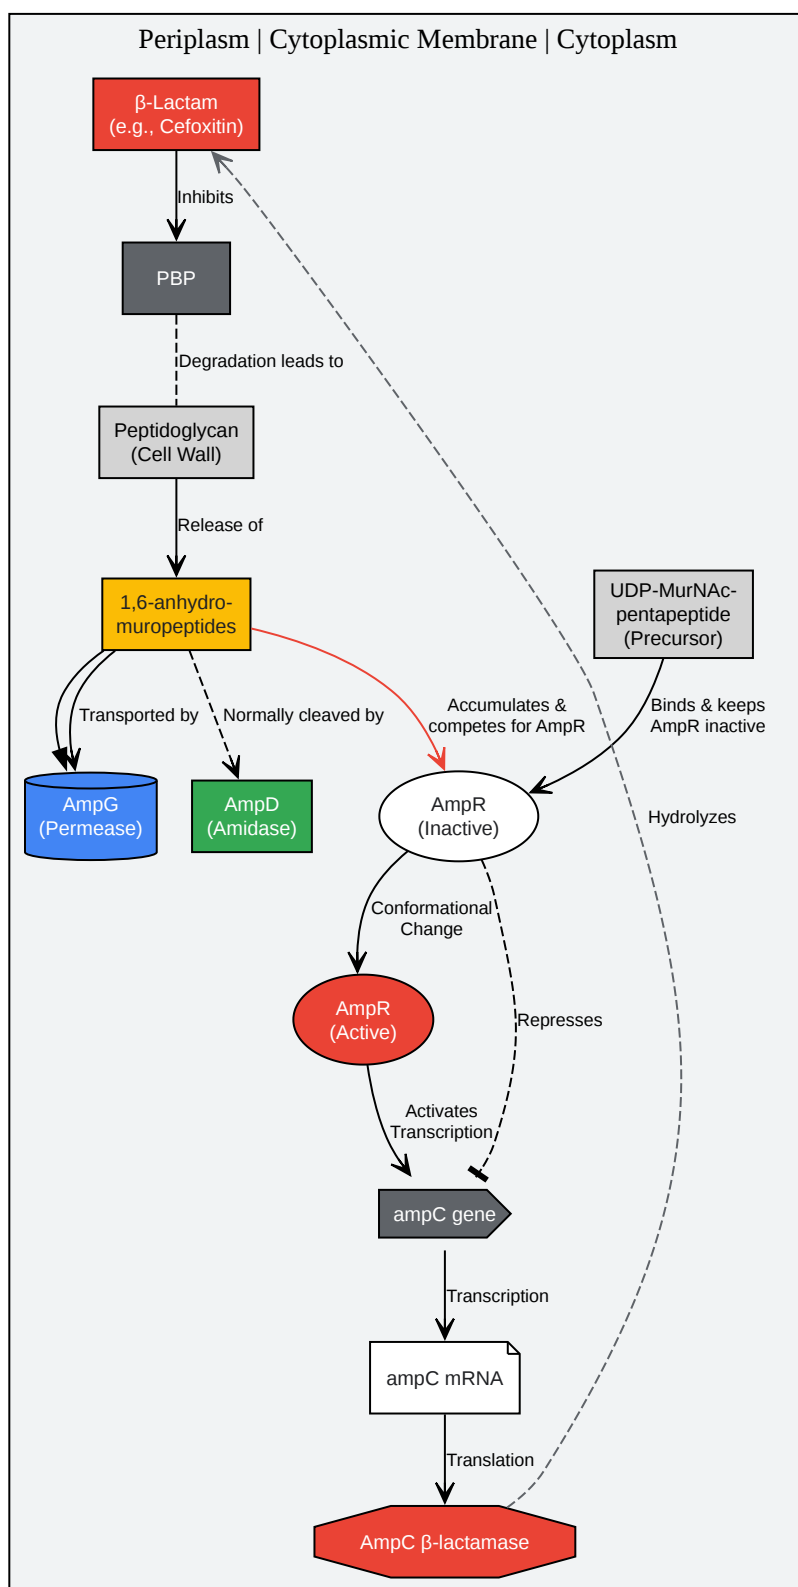 Periplasm | Cytoplasmic Membrane | Cytoplasm
β-Lactam
(e.g., Cefoxitin)
Inhibits
PBP
Degradation leads to
Peptidoglycan
(Cell Wall)
Release of
1,6-anhydro-
muropeptides
UDP-MurNAc-
pentapeptide
(Precursor)
Transported by
Normally cleaved by
Accumulates &
competes for AmpR
Binds & keeps
AmpR inactive
AmpG
(Permease)
AmpD
(Amidase)
AmpR
(Inactive)
Hydrolyzes
Conformational
Change
AmpR
(Active)
Represses
Activates
Transcription
ampC gene
Transcription
ampC mRNA
Translation
AmpC β-lactamase